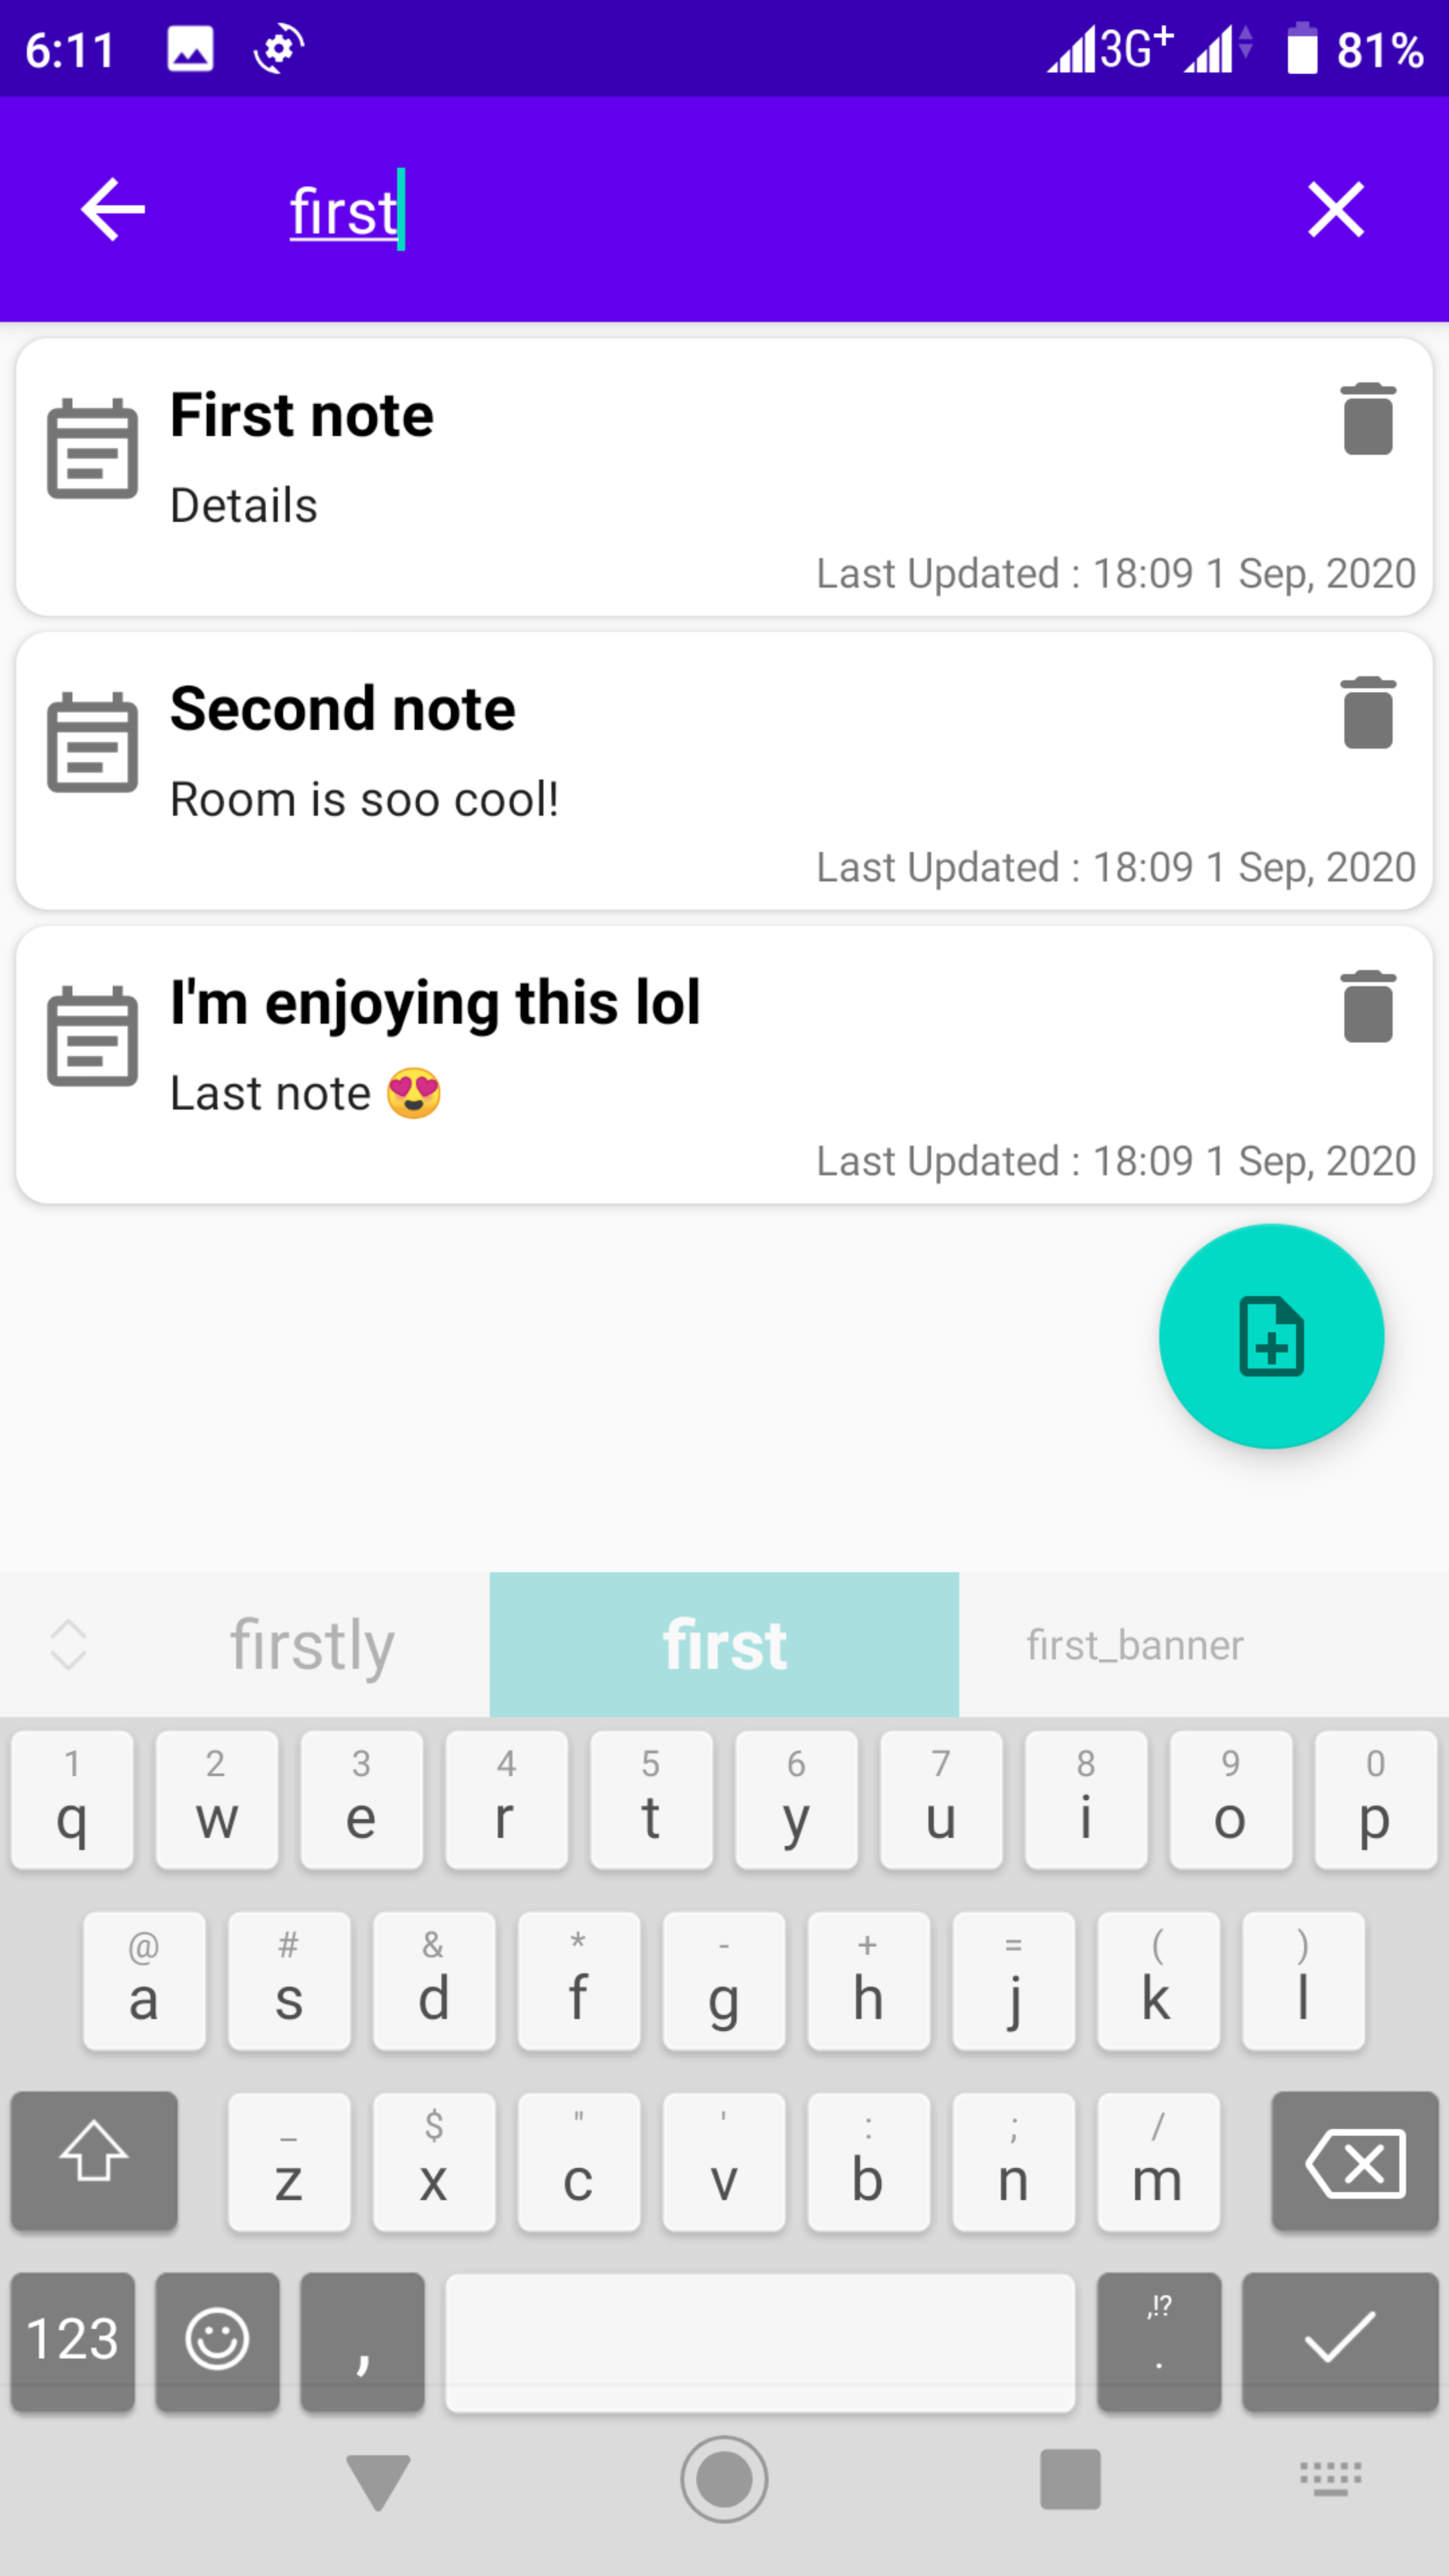 6:11 3G+ 81%
first
First note
Details
Last Updated : 18:09 1 Sep, 2020
Second note
Room is soo cool!
Last Updated : 18:09 1 Sep, 2020
I'm enjoying this lol
Last note 😍
Last Updated : 18:09 1 Sep, 2020
firstly first first_banner
1 2 3 4 5 6 7 8 9 0
q w e r t y u i o p
@ # & * - + = ( )
a s d f g h j k l
_ $ " ' : ; /
z x c v b n m
,!?
123 , .